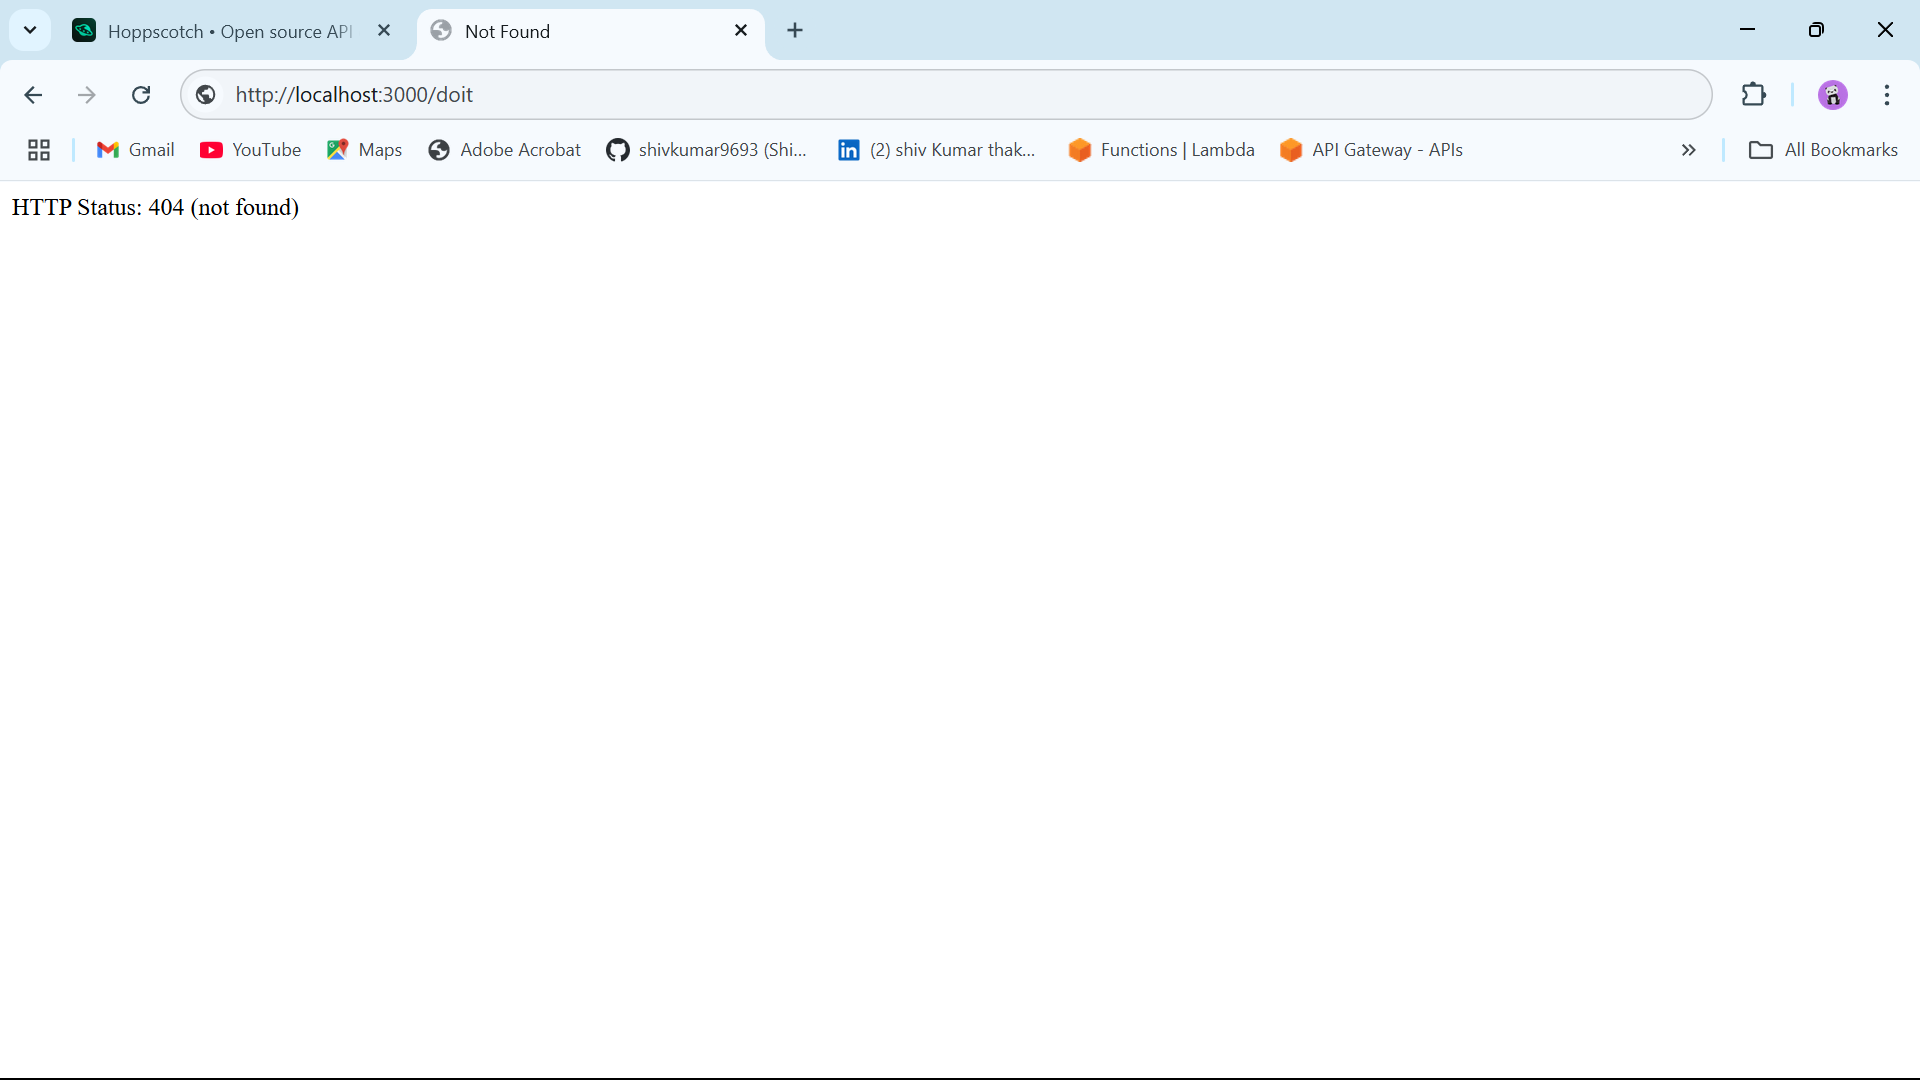 Hoppscotch • Open source API
Not Found
http://localhost:3000/doit
Gmail
YouTube
Maps
Adobe Acrobat
shivkumar9693 (Shi...
(2) shiv Kumar thak...
Functions | Lambda
API Gateway - APIs
All Bookmarks
HTTP Status: 404 (not found)